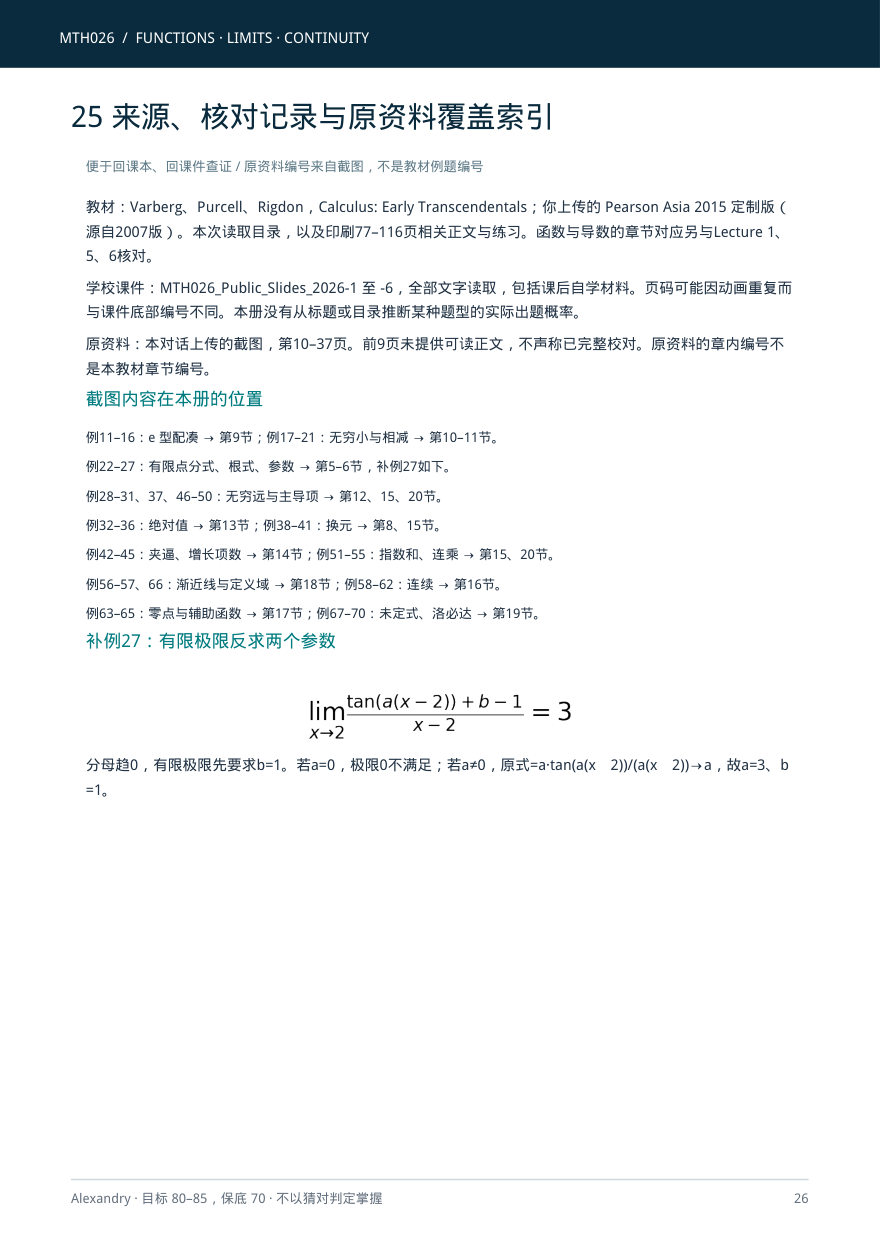 MTH026 / FUNCTIONS · LIMITS · CONTINUITY
25 来源、核对记录与原资料覆盖索引
便于回课本、回课件查证 / 原资料编号来自截图，不是教材例题编号
教材：Varberg、Purcell、Rigdon，Calculus: Early Transcendentals；你上传的 Pearson Asia 2015 定制版（
源自2007版）。本次读取目录，以及印刷77–116页相关正文与练习。函数与导数的章节对应另与Lecture 1、
5、6核对。
学校课件：MTH026_Public_Slides_2026-1 至 -6，全部文字读取，包括课后自学材料。页码可能因动画重复而
与课件底部编号不同。本册没有从标题或目录推断某种题型的实际出题概率。
原资料：本对话上传的截图，第10–37页。前9页未提供可读正文，不声称已完整校对。原资料的章内编号不
是本教材章节编号。
截图内容在本册的位置
例11–16：e 型配凑 → 第9节；例17–21：无穷小与相减 → 第10–11节。
例22–27：有限点分式、根式、参数 → 第5–6节，补例27如下。
例28–31、37、46–50：无穷远与主导项 → 第12、15、20节。
例32–36：绝对值 → 第13节；例38–41：换元 → 第8、15节。
例42–45：夹逼、增长项数 → 第14节；例51–55：指数和、连乘 → 第15、20节。
例56–57、66：渐近线与定义域 → 第18节；例58–62：连续 → 第16节。
例63–65：零点与辅助函数 → 第17节；例67–70：未定式、洛必达 → 第19节。
补例27：有限极限反求两个参数
lim x→2 (tan(a(x − 2)) + b − 1)/(x − 2) = 3
分母趋0，有限极限先要求b=1。若a=0，极限0不满足；若a≠0，原式=a·tan(a(x 2))/(a(x 2))→a，故a=3、b
=1。
Alexandry · 目标 80–85，保底 70 · 不以猜对判定掌握
26